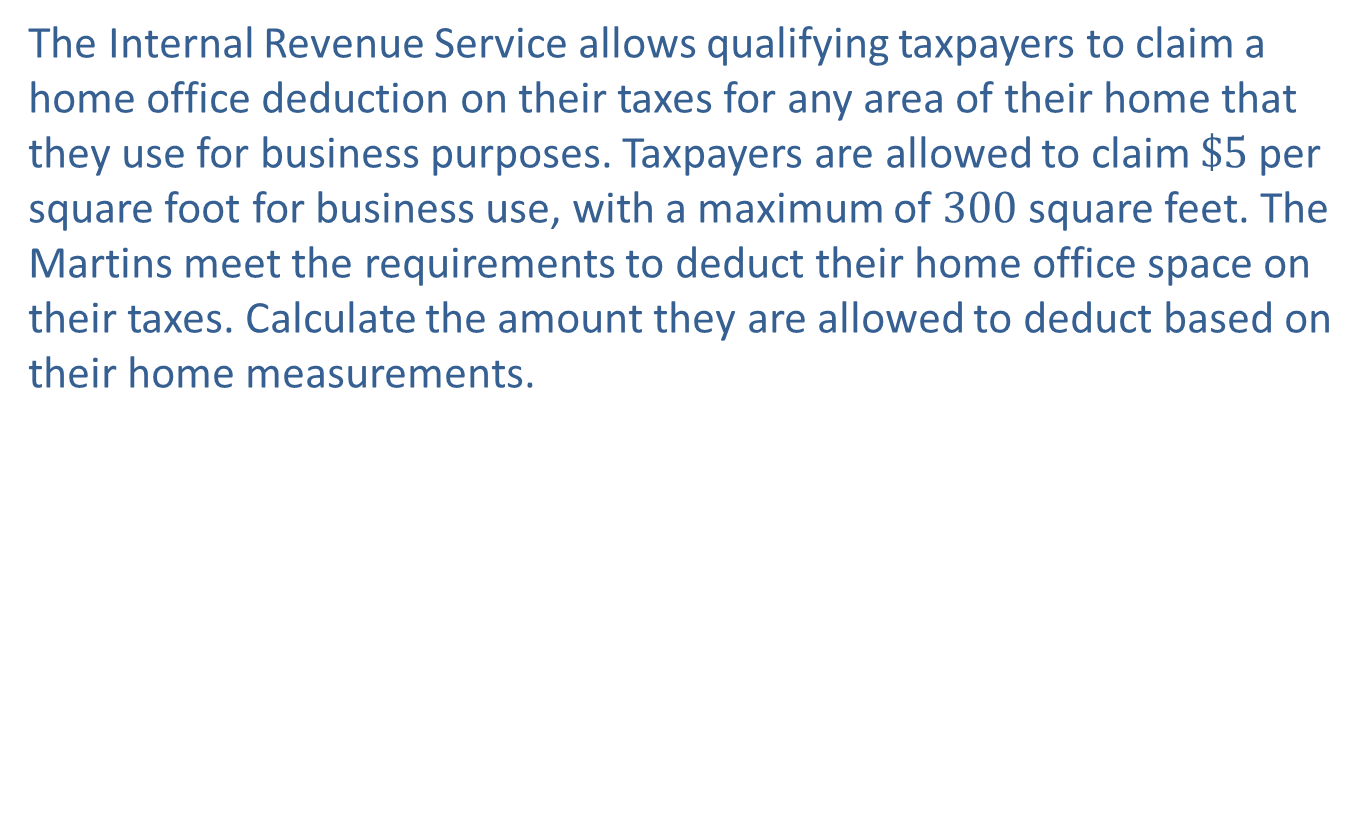 The Internal Revenue Service allows qualifying taxpayers to claim a
home office deduction on their taxes for any area of their home that
they use for business purposes. Taxpayers are allowed to claim $5 per
square foot for business use, with a maximum of 300 square feet. The
Martins meet the requirements to deduct their home office space on
their taxes. Calculate the amount they are allowed to deduct based on
their home measurements.